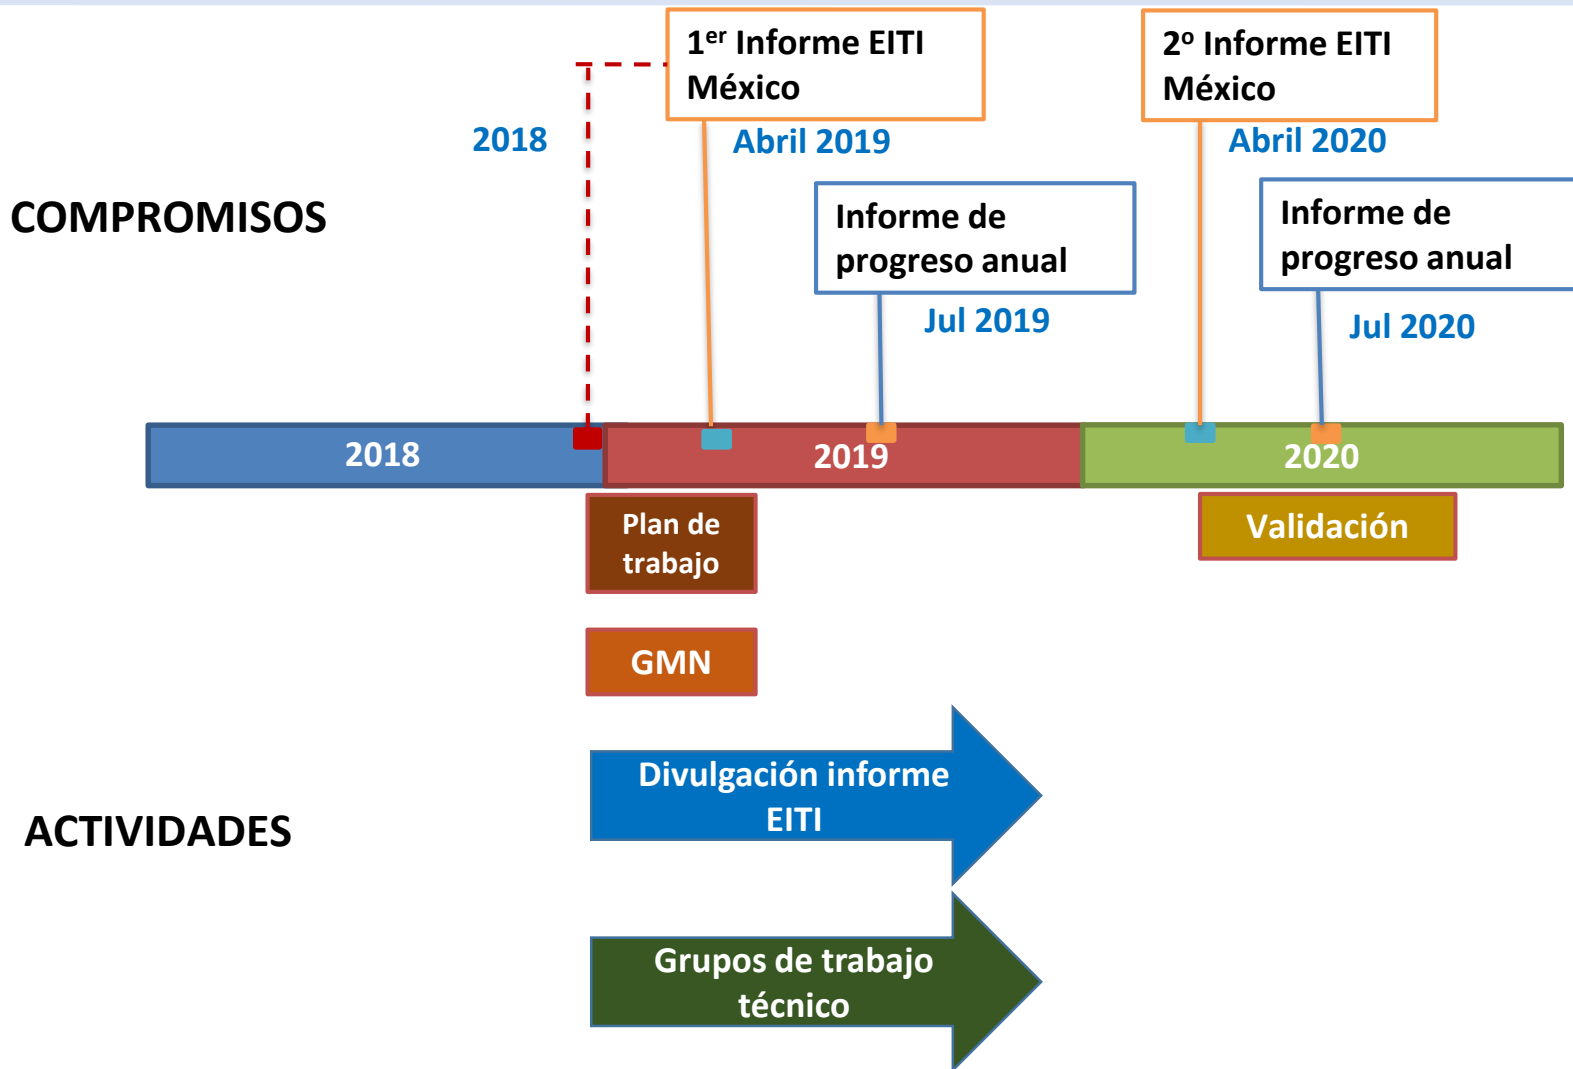 1er Informe EITI
México
2º Informe EITI
México
2018
Abril 2019
Abril 2020
COMPROMISOS
Informe de
progreso anual
Informe de
progreso anual
Jul 2019
Jul 2020
2018
2019
2020
Plan de
trabajo
Validación
GMN
Divulgación informe
EITI
ACTIVIDADES
Grupos de trabajo
técnico